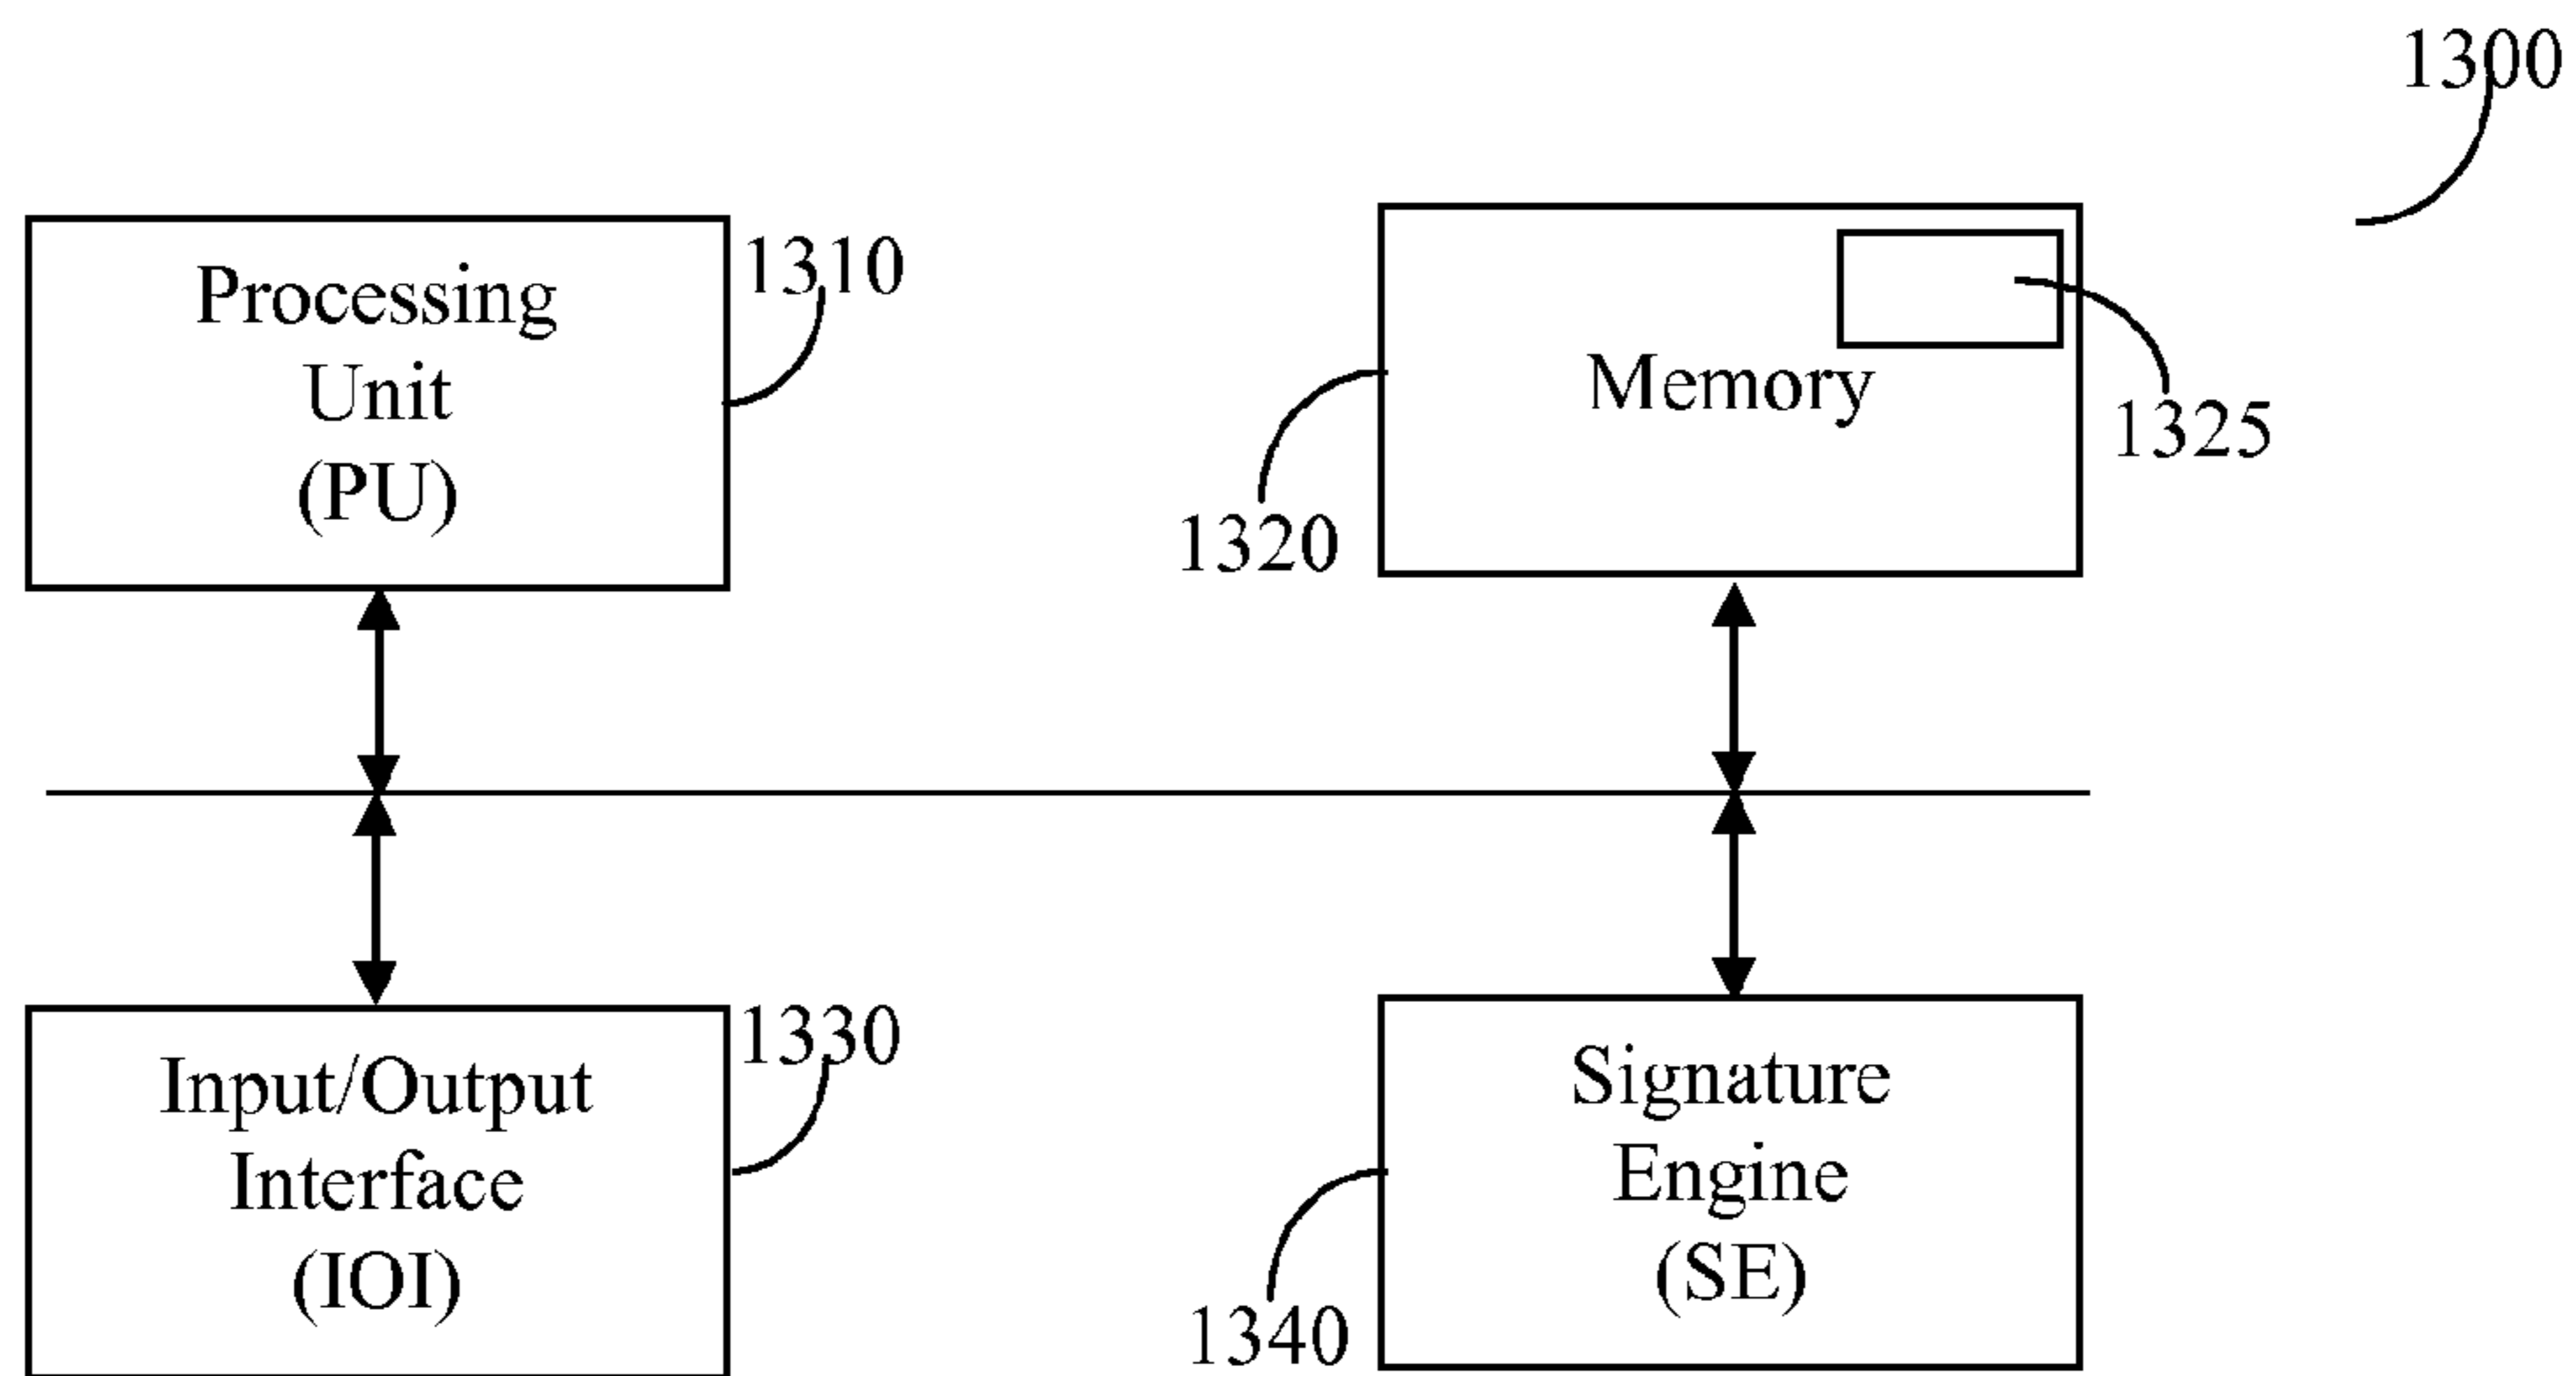 1300
Processing
Unit
(PU)
1310
Memory
1320
1325
Input/Output
Interface
(IOI)
1330
Signature
Engine
(SE)
1340